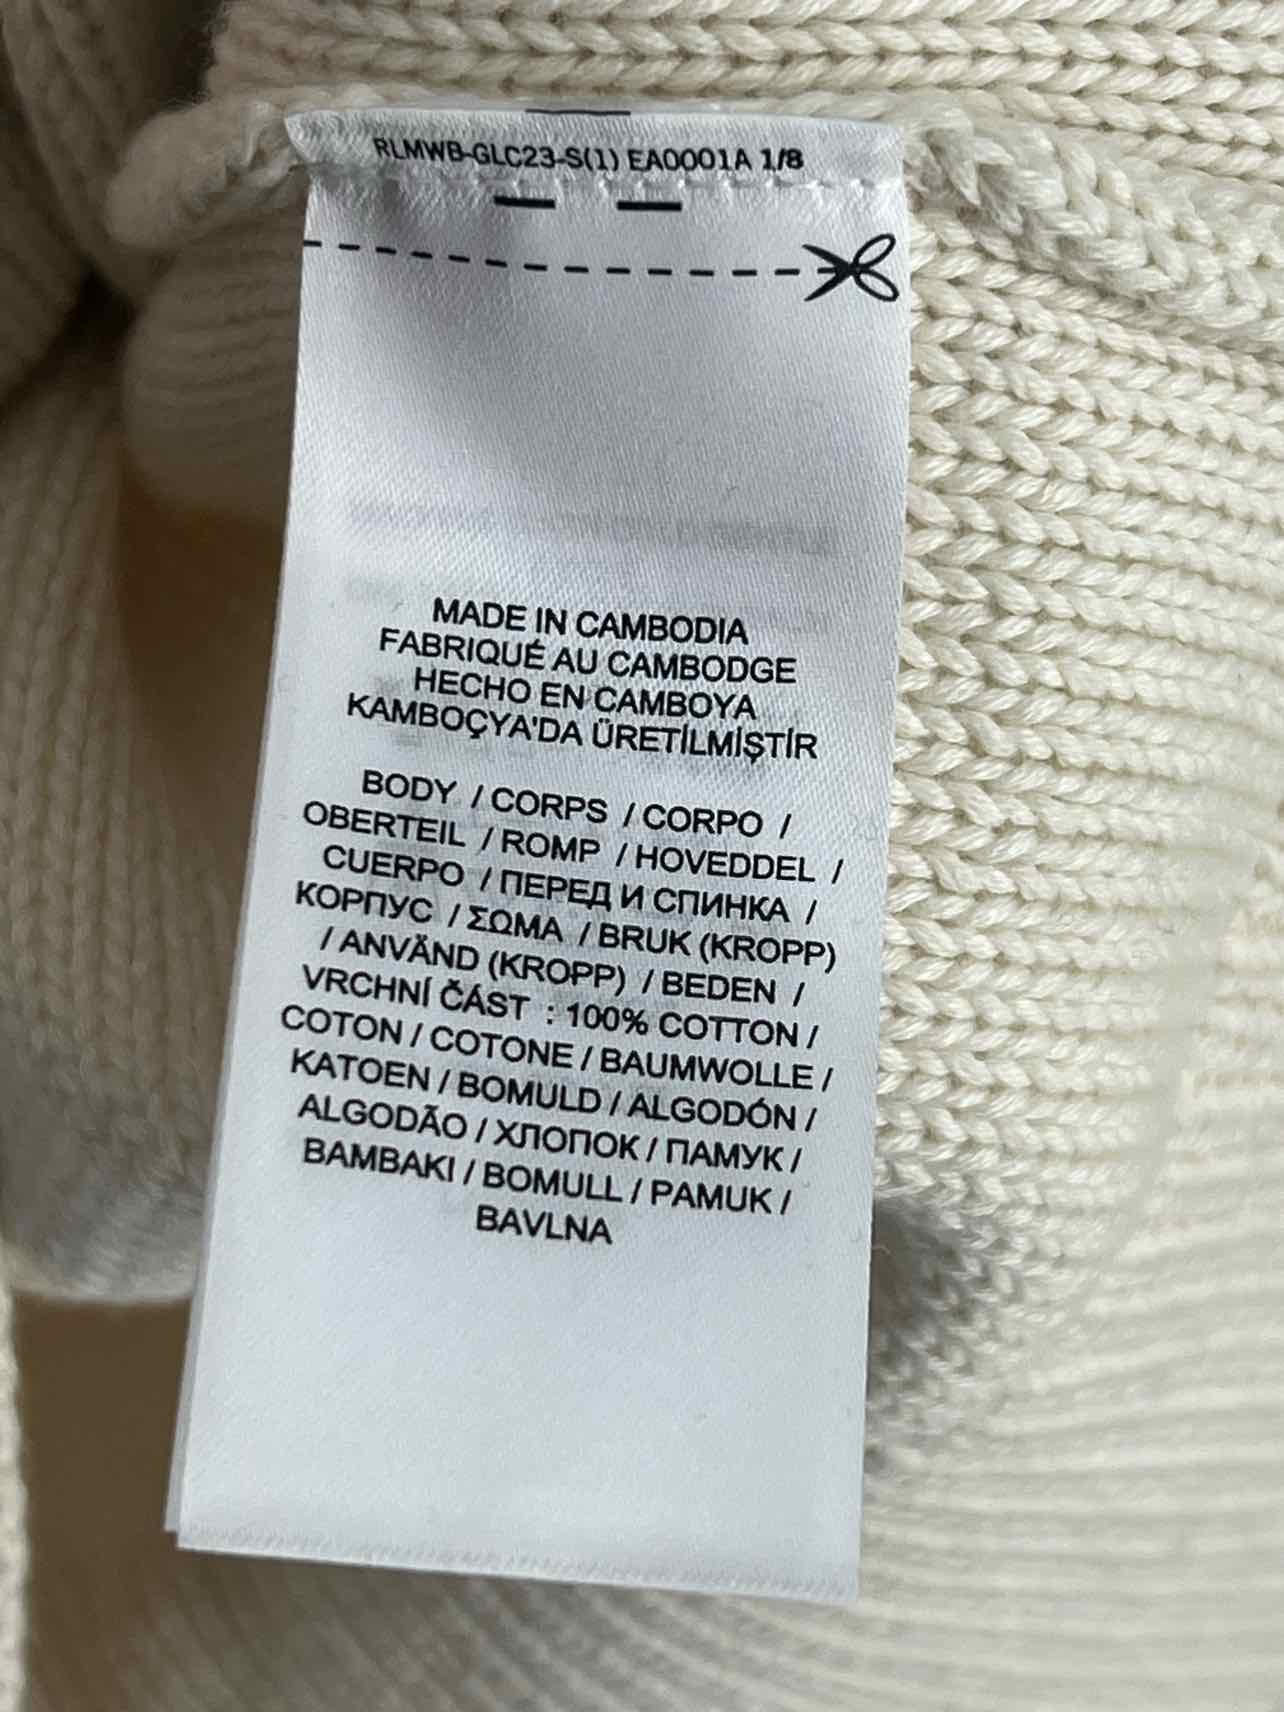 RLMWB-GLC23-S(1) EA0001A 1/8
MADE IN CAMBODIA
FABRIQUÉ AU CAMBODGE
HECHO EN CAMBOYA
KAMBOÇYA'DA ÜRETİLMİŞTİR
BODY / CORPS / CORPO /
OBERTEIL / ROMP / HOVEDDEL /
CUERPO / ПЕРЕД И СПИНКА /
КОРПУС / ΣΩΜΑ / BRUK (KROPP)
/ ANVÄND (KROPP) / BEDEN /
VRCHNÍ ČÁST : 100% COTTON /
COTON / COTONE / BAUMWOLLE /
KATOEN / BOMULD / ALGODÓN /
ALGODÃO / ХЛОПОК / ПАМУК /
BAMBAKI / BOMULL / PAMUK /
BAVLNA